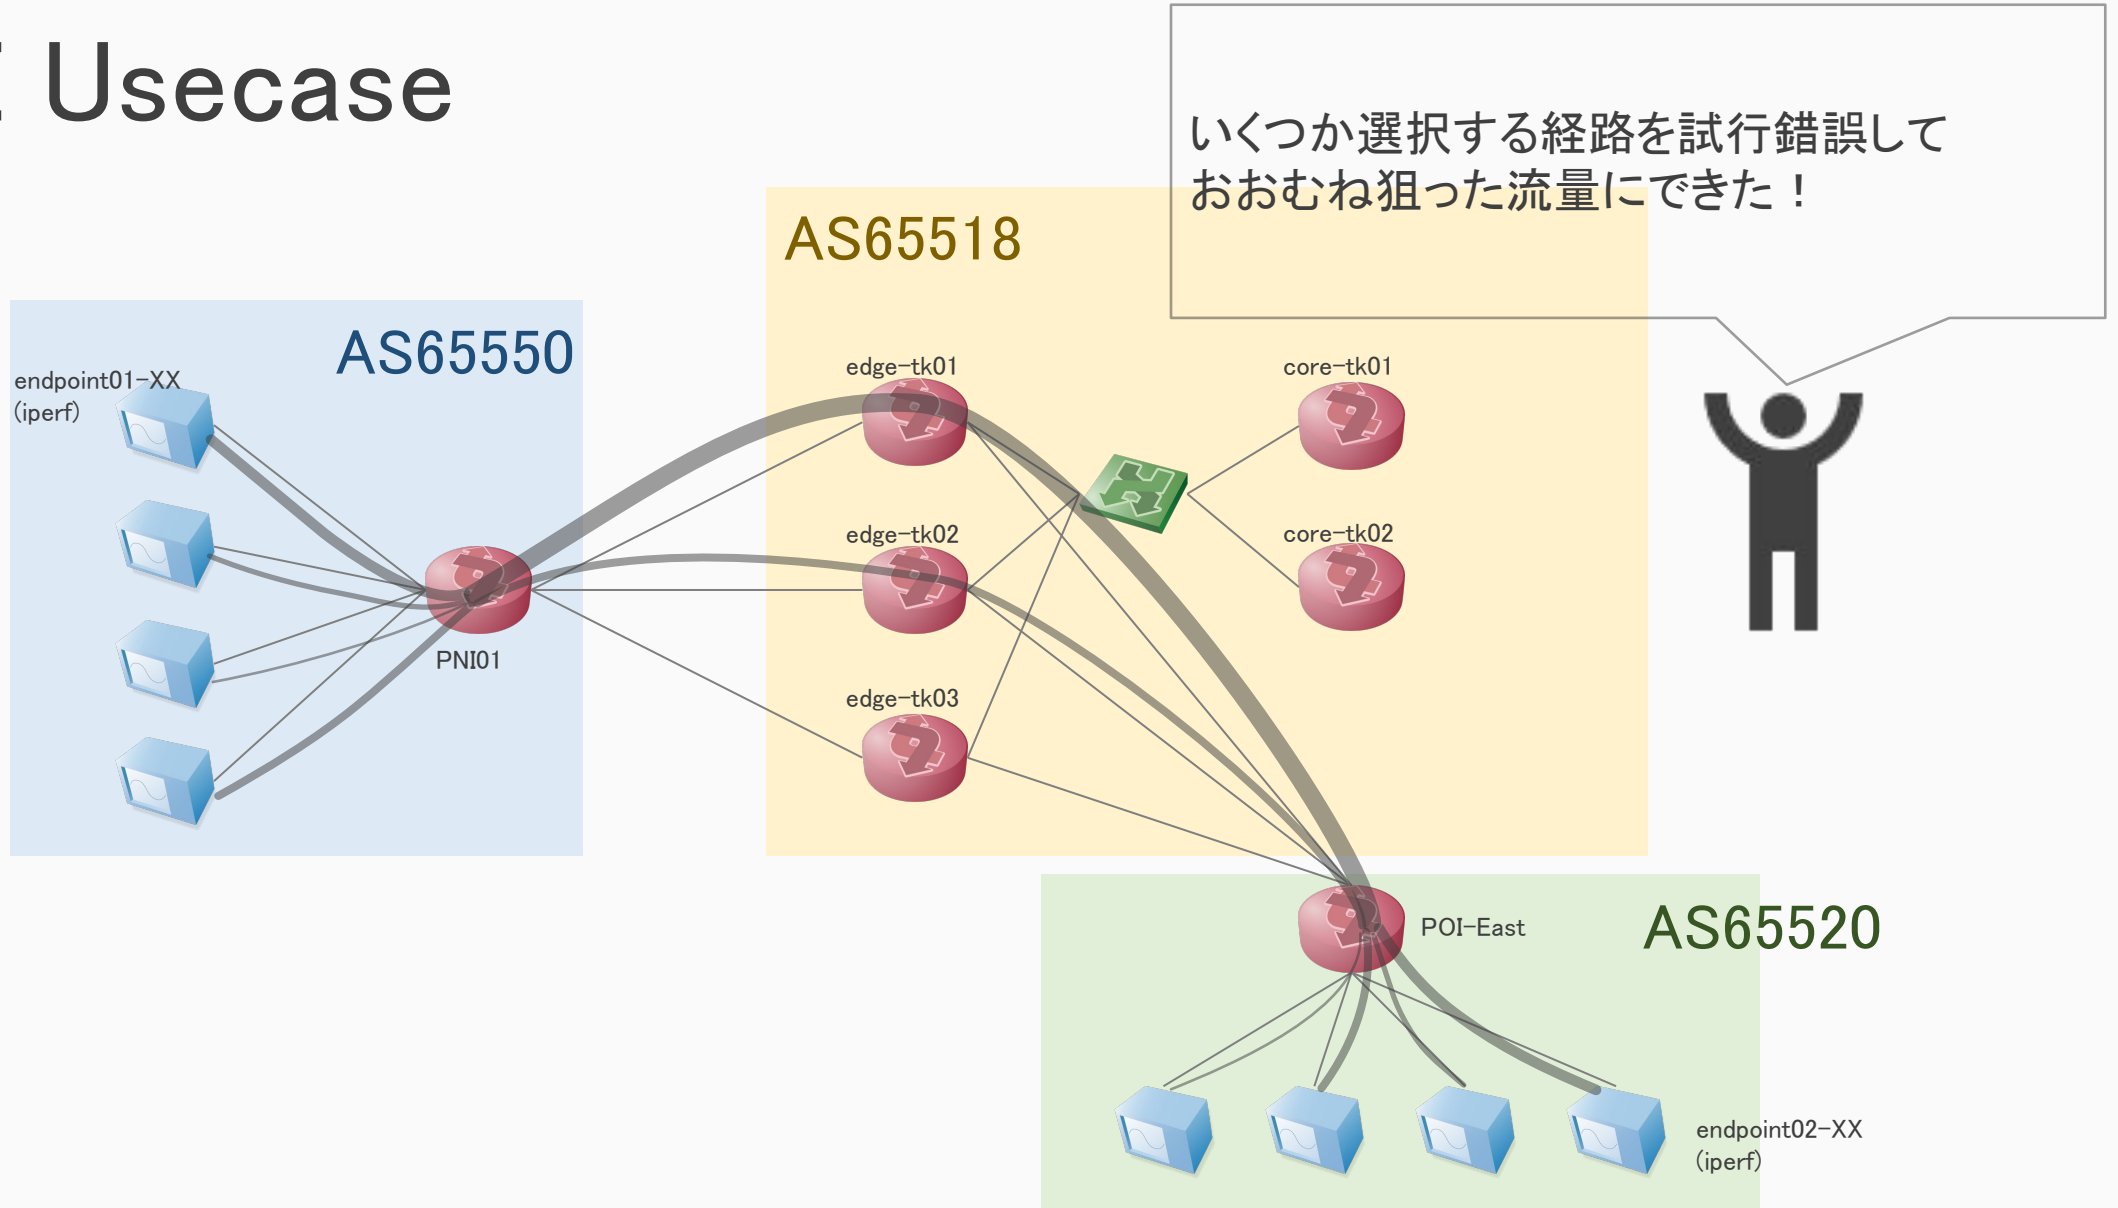 Usecase
いくつか選択する経路を試行錯誤して
おおむね狙った流量にできた！
AS65518
AS65550
endpoint01-XX
(iperf)
edge-tk01
core-tk01
edge-tk02
core-tk02
PNI01
edge-tk03
POI-East
AS65520
endpoint02-XX
(iperf)